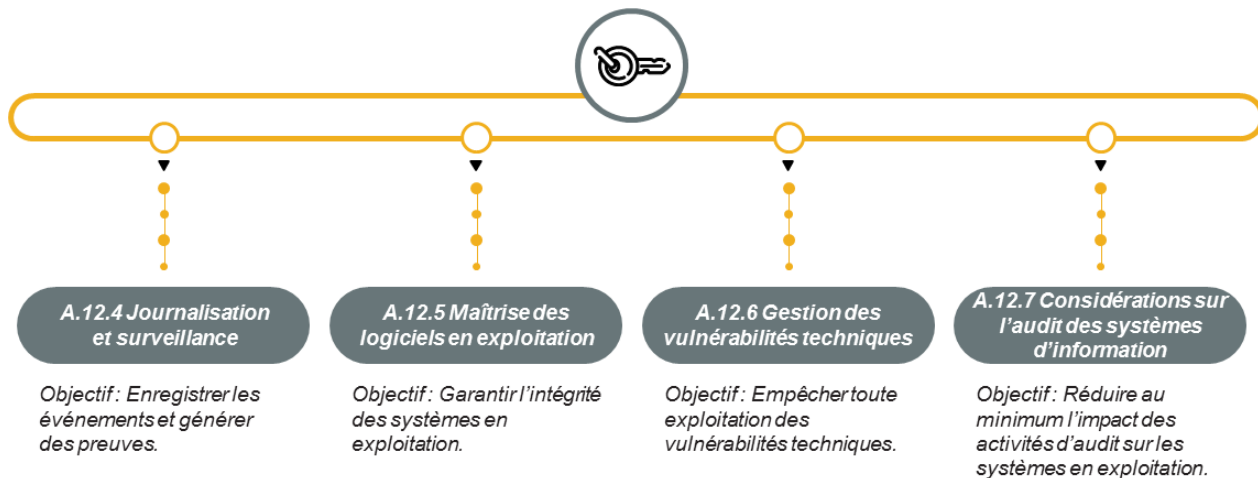 A.12.4 Journalisation
et surveillance
Objectif : Enregistrer les
événements et générer
des preuves.
A.12.5 Maîtrise des
logiciels en exploitation
Objectif : Garantir l'intégrité
des systèmes en
exploitation.
A.12.6 Gestion des
vulnérabilités techniques
Objectif : Empêcher toute
exploitation des
vulnérabilités techniques.
A.12.7 Considérations sur
l'audit des systèmes
d'information
Objectif : Réduire au
minimum l'impact des
activités d'audit sur les
systèmes en exploitation.